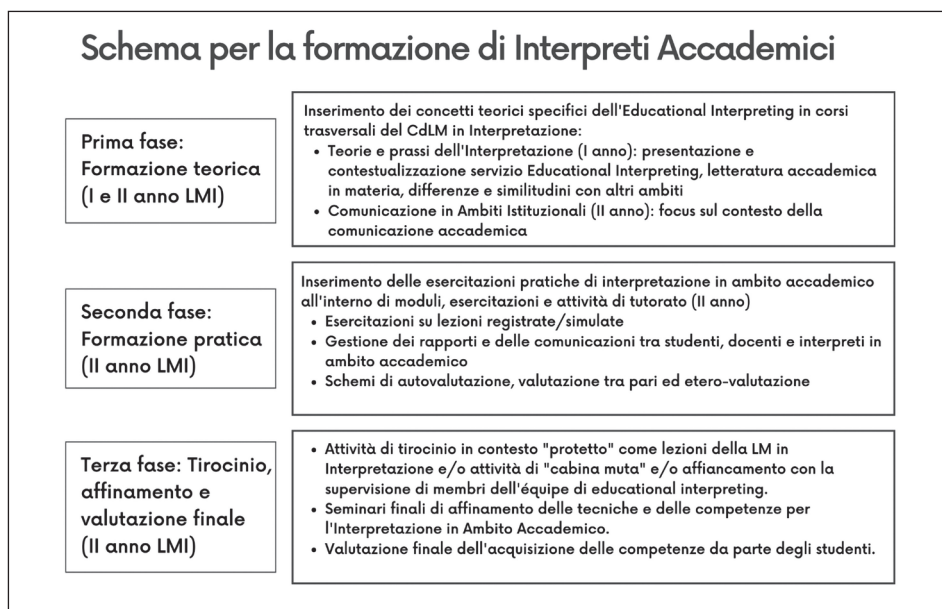 Schema per la formazione di Interpreti Accademici
Prima fase:
Formazione teorica
(I e II anno LMI)
Inserimento dei concetti teorici specifici dell'Educational Interpreting in corsi
trasversali del CdLM in Interpretazione:
• Teorie e prassi dell'Interpretazione (I anno): presentazione e
contestualizzazione servizio Educational Interpreting, letteratura accademica
in materia, differenze e similitudini con altri ambiti
• Comunicazione in Ambiti Istituzionali (II anno): focus sul contesto della
comunicazione accademica
Seconda fase:
Formazione pratica
(II anno LMI)
Inserimento delle esercitazioni pratiche di interpretazione in ambito accademico
all'interno di moduli, esercitazioni e attività di tutorato (II anno)
• Esercitazioni su lezioni registrate/simulate
• Gestione dei rapporti e delle comunicazioni tra studenti, docenti e interpreti in
ambito accademico
• Schemi di autovalutazione, valutazione tra pari ed etero-valutazione
Terza fase: Tirocinio,
affinamento e
valutazione finale
(II anno LMI)
• Attività di tirocinio in contesto "protetto" come lezioni della LM in
Interpretazione e/o attività di "cabina muta" e/o affiancamento con la
supervisione di membri dell'équipe di educational interpreting.
• Seminari finali di affinamento delle tecniche e delle competenze per
l'Interpretazione in Ambito Accademico.
• Valutazione finale dell'acquisizione delle competenze da parte degli studenti.